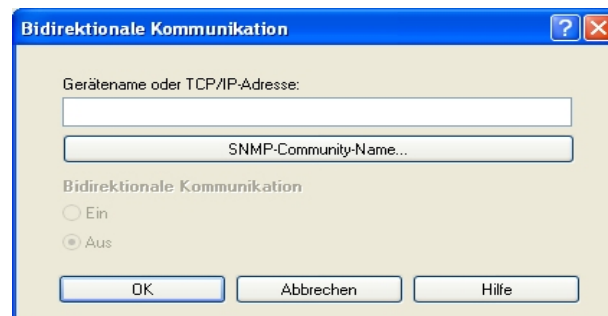 Bidirektionale Kommunikation
Gerätename oder TCP/IP-Adresse:
SNMP-Community-Name...
Bidirektionale Kommunikation
Ein
Aus
OK Abbrechen Hilfe